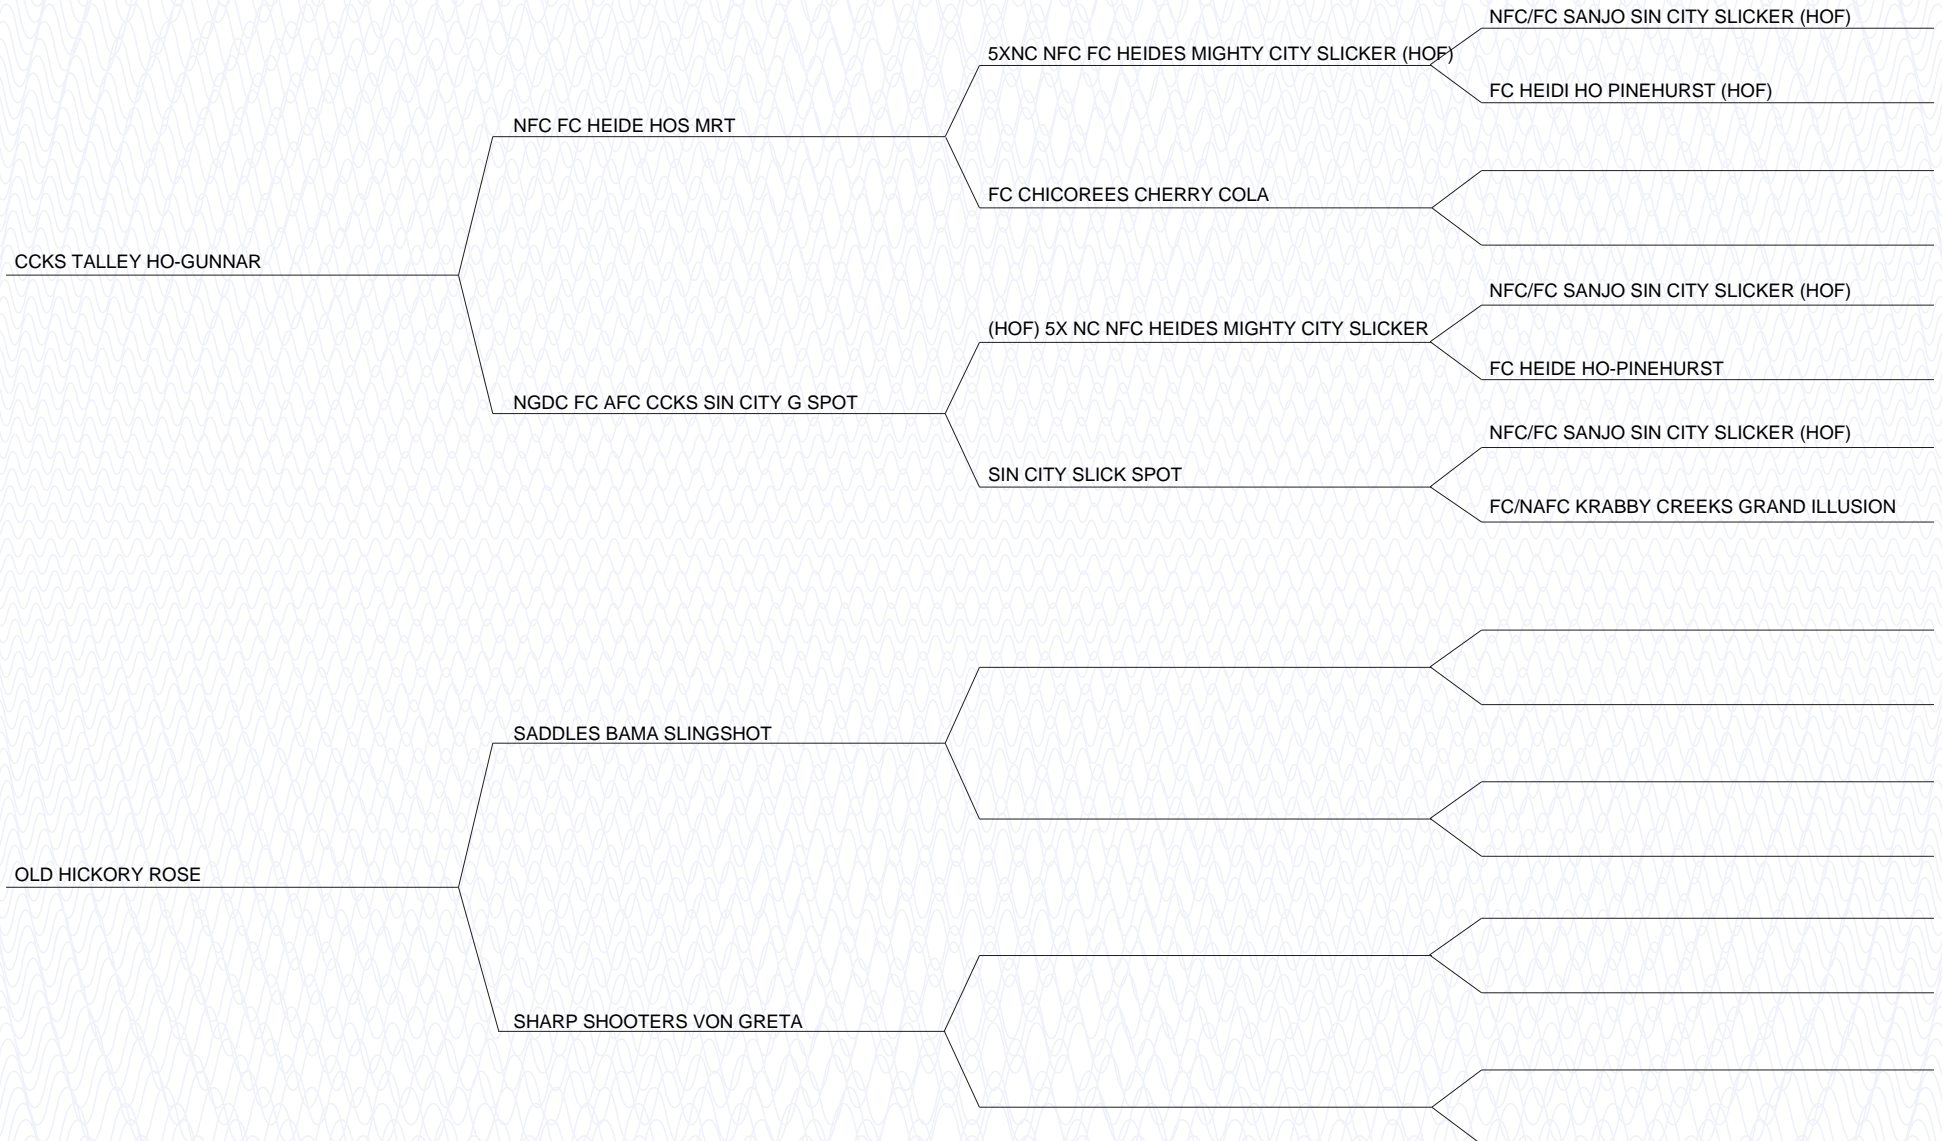 NFC/FC SANJO SIN CITY SLICKER (HOF)
5XNC NFC FC HEIDES MIGHTY CITY SLICKER (HOF)
FC HEIDI HO PINEHURST (HOF)
NFC FC HEIDE HOS MRT
FC CHICOREES CHERRY COLA
CCKS TALLEY HO-GUNNAR
NFC/FC SANJO SIN CITY SLICKER (HOF)
(HOF) 5X NC NFC HEIDES MIGHTY CITY SLICKER
FC HEIDE HO-PINEHURST
NGDC FC AFC CCKS SIN CITY G SPOT
NFC/FC SANJO SIN CITY SLICKER (HOF)
SIN CITY SLICK SPOT
FC/NAFC KRABBY CREEKS GRAND ILLUSION
SADDLES BAMA SLINGSHOT
OLD HICKORY ROSE
SHARP SHOOTERS VON GRETA